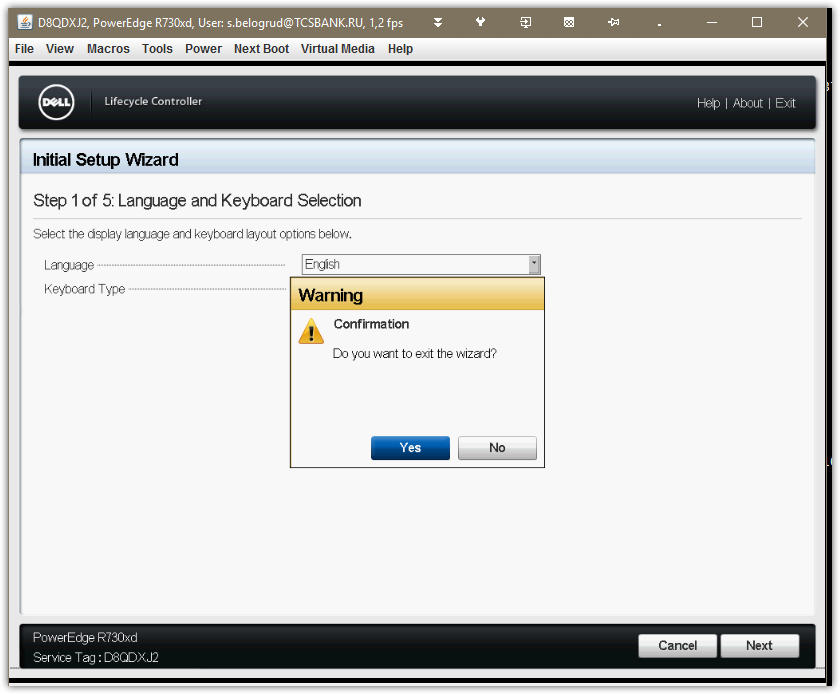 D8QDXJ2, PowerEdge R730xd, User: s.belogrud@TCSBANK.RU, 1,2 fps
File View Macros Tools Power Next Boot Virtual Media Help
DELL
Lifecycle Controller
Help | About | Exit
Initial Setup Wizard
Step 1 of 5: Language and Keyboard Selection
Select the display language and keyboard layout options below.
Language English
Keyboard Type
Warning
Confirmation
Do you want to exit the wizard?
Yes No
PowerEdge R730xd
Service Tag : D8QDXJ2
Cancel Next